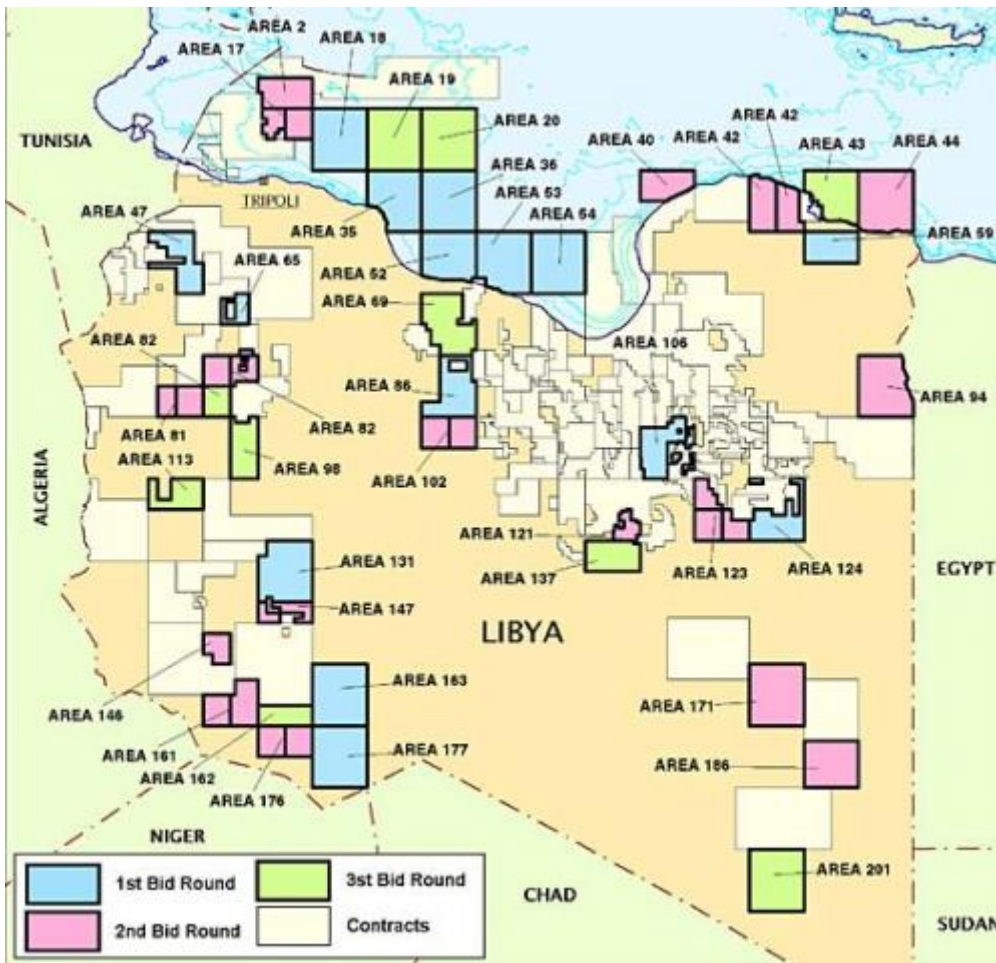 AREA 2
AREA 18
AREA 17
AREA 19
AREA 20
AREA 42
AREA 42
AREA 40
AREA 43
AREA 44
TUNISIA
AREA 36
AREA 53
AREA 54
TRIPOLI
AREA 47
AREA 35
AREA 59
AREA 65
AREA 52
AREA 69
AREA 82
AREA 106
AREA 86
AREA 94
AREA 81
AREA 82
AREA 113
AREA 98
AREA 102
ALGERIA
AREA 121
AREA 131
AREA 137
AREA 123
AREA 124
EGYPT
AREA 147
LIBYA
AREA 163
AREA 171
AREA 146
AREA 161
AREA 177
AREA 186
AREA 162
AREA 176
NIGER
1st Bid Round
3st Bid Round
AREA 201
CHAD
2nd Bid Round
Contracts
SUDAN